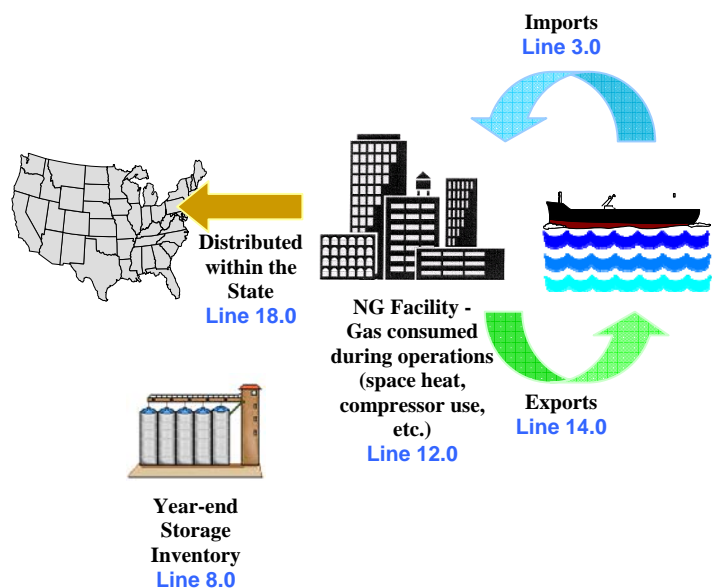 Imports
Line 3.0
Distributed
within the
State
Line 18.0
NG Facility -
Gas consumed
during operations
(space heat,
compressor use,
etc.)
Line 12.0
Exports
Line 14.0
Year-end
Storage
Inventory
Line 8.0